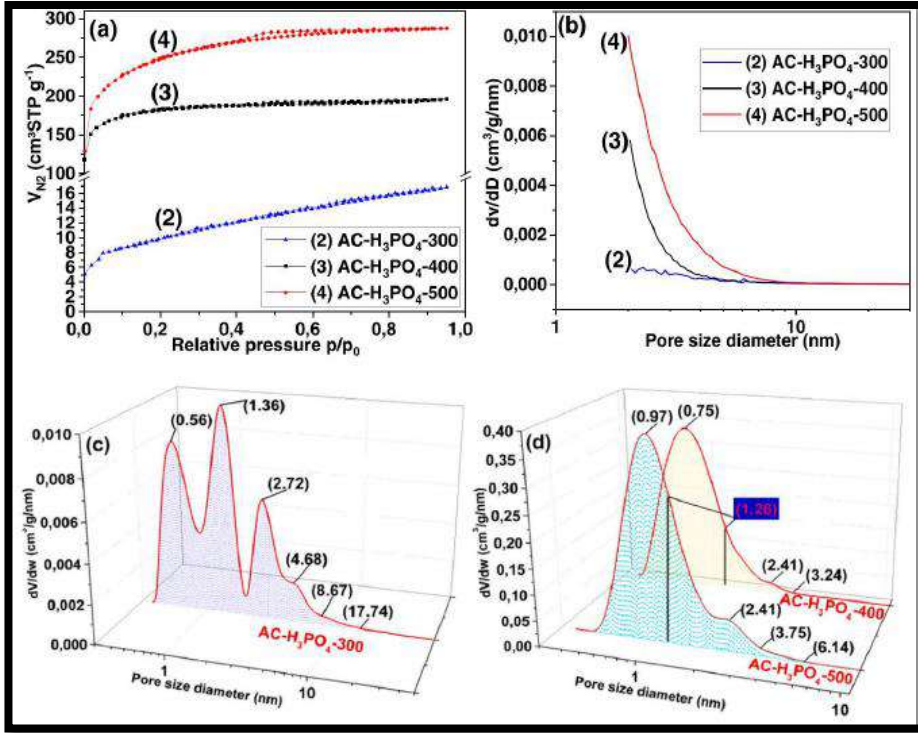 (a)
300
250
200
150
100
16
14
12
10
8
6
4
2
0
V_N2 (cm³STP g⁻¹)
(4)
(3)
(2)
(2) AC-H₃PO₄-300
(3) AC-H₃PO₄-400
(4) AC-H₃PO₄-500
0,0 0,2 0,4 0,6 0,8 1,0
Relative pressure p/p₀
(b)
0,010
0,008
0,006
0,004
0,002
0,000
dv/dD (cm³/g/nm)
(4)
(3)
(2)
(2) AC-H₃PO₄-300
(3) AC-H₃PO₄-400
(4) AC-H₃PO₄-500
1 10
Pore size diameter (nm)
(c)
0,010
0,008
0,006
0,004
0,002
0,000
dV/dw (cm³/g/nm)
(0.56)
(1.36)
(2.72)
(4.68)
(8.67)
(17.74)
AC-H₃PO₄-300
1 10
Pore size diameter (nm)
(d)
0,40
0,35
0,30
0,25
0,20
0,15
0,10
0,05
0,00
dV/dw (cm³/g/nm)
(0.97)
(0.75)
(1.26)
(2.41)
(3.24)
AC-H₃PO₄-400
(2.41)
(3.75)
(6.14)
AC-H₃PO₄-500
1 10
Pore size diameter (nm)